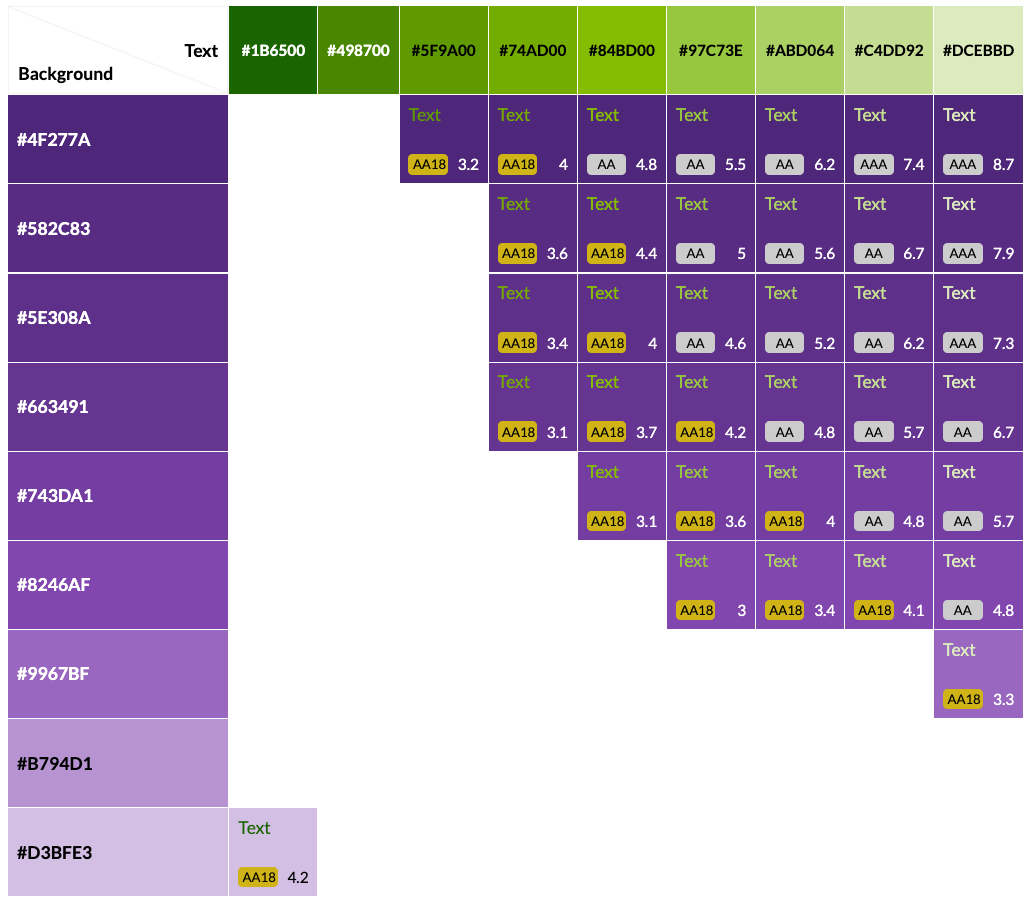 Text #1B6500 #498700 #5F9A00 #74AD00 #84BD00 #97C73E #ABD064 #C4DD92 #DCEBBD
Background
Text Text Text Text Text Text Text
#4F277A
AA18 3.2 AA18 4 AA 4.8 AA 5.5 AA 6.2 AAA 7.4 AAA 8.7
Text Text Text Text Text Text
#582C83
AA18 3.6 AA18 4.4 AA 5 AA 5.6 AA 6.7 AAA 7.9
Text Text Text Text Text Text
#5E308A
AA18 3.4 AA18 4 AA 4.6 AA 5.2 AA 6.2 AAA 7.3
Text Text Text Text Text Text
#663491
AA18 3.1 AA18 3.7 AA18 4.2 AA 4.8 AA 5.7 AA 6.7
Text Text Text Text Text
#743DA1
AA18 3.1 AA18 3.6 AA18 4 AA 4.8 AA 5.7
Text Text Text Text
#8246AF
AA18 3 AA18 3.4 AA18 4.1 AA 4.8
Text
#9967BF
AA18 3.3
#B794D1
Text
#D3BFE3
AA18 4.2